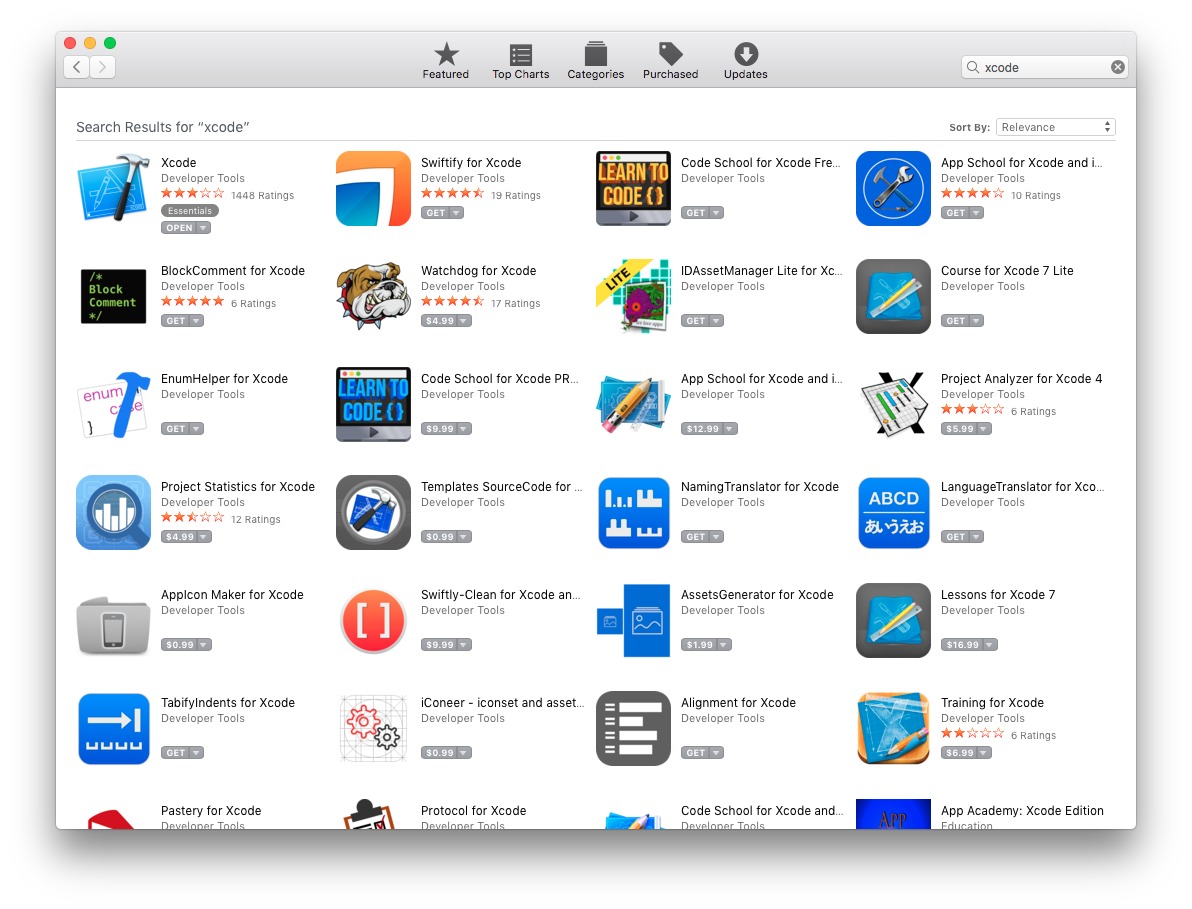 Featured
Top Charts
Categories
Purchased
Updates
xcode
Search Results for “xcode”
Sort By: Relevance
Xcode
Developer Tools
1448 Ratings
Essentials
OPEN
Swiftify for Xcode
Developer Tools
19 Ratings
GET
LEARN TO
CODE { }
Code School for Xcode Fre...
Developer Tools
GET
App School for Xcode and i...
Developer Tools
10 Ratings
GET
/*
Block
Comment
*/
BlockComment for Xcode
Developer Tools
6 Ratings
GET
Watchdog for Xcode
Developer Tools
17 Ratings
$4.99
LITE
IDAssetManager Lite for Xc...
Developer Tools
GET
Course for Xcode 7 Lite
Developer Tools
GET
enum
case
}
EnumHelper for Xcode
Developer Tools
GET
LEARN TO
CODE { }
Code School for Xcode PR...
Developer Tools
$9.99
App School for Xcode and i...
Developer Tools
$12.99
Project Analyzer for Xcode 4
Developer Tools
6 Ratings
$5.99
Project Statistics for Xcode
Developer Tools
12 Ratings
$4.99
Templates SourceCode for ...
Developer Tools
$0.99
NamingTranslator for Xcode
Developer Tools
GET
ABCD
あいうえお
LanguageTranslator for Xco...
Developer Tools
GET
AppIcon Maker for Xcode
Developer Tools
$0.99
[ ]
Swiftly-Clean for Xcode an...
Developer Tools
$9.99
AssetsGenerator for Xcode
Developer Tools
$1.99
Lessons for Xcode 7
Developer Tools
$16.99
TabifyIndents for Xcode
Developer Tools
GET
iConeer - iconset and asset...
Developer Tools
$0.99
Alignment for Xcode
Developer Tools
GET
Training for Xcode
Developer Tools
6 Ratings
$6.99
Pastery for Xcode
Developer Tools
Protocol for Xcode
Developer Tools
Code School for Xcode and...
Developer Tools
App
App Academy: Xcode Edition
Education